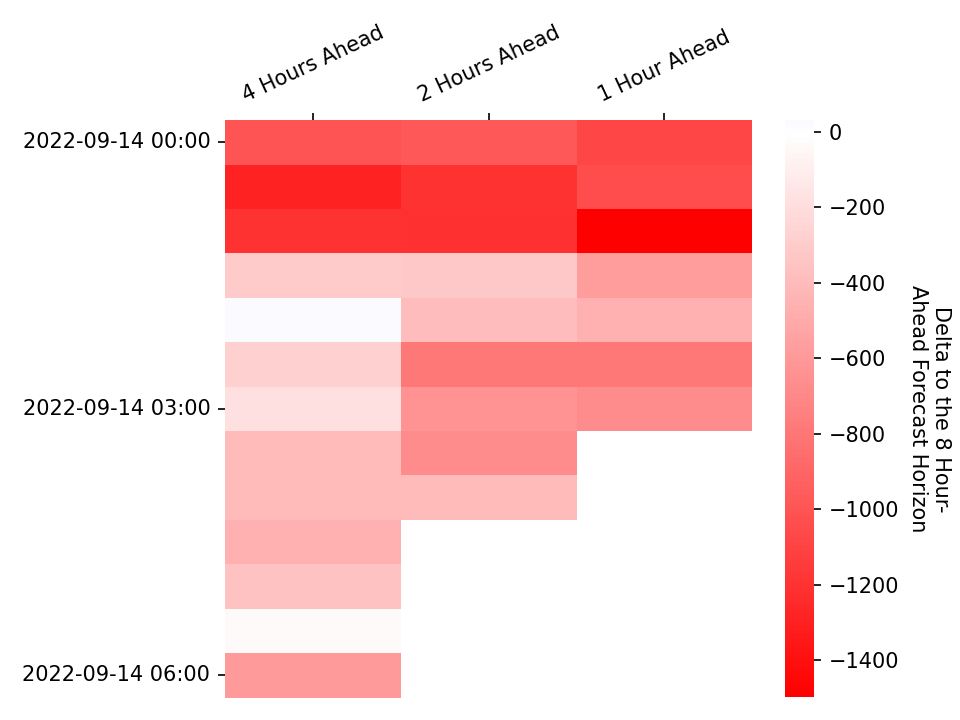 4 Hours Ahead
2 Hours Ahead
1 Hour Ahead
2022-09-14 00:00
2022-09-14 03:00
2022-09-14 06:00
0
−200
−400
−600
−800
−1000
−1200
−1400
Delta to the 8 Hour-
Ahead Forecast Horizon